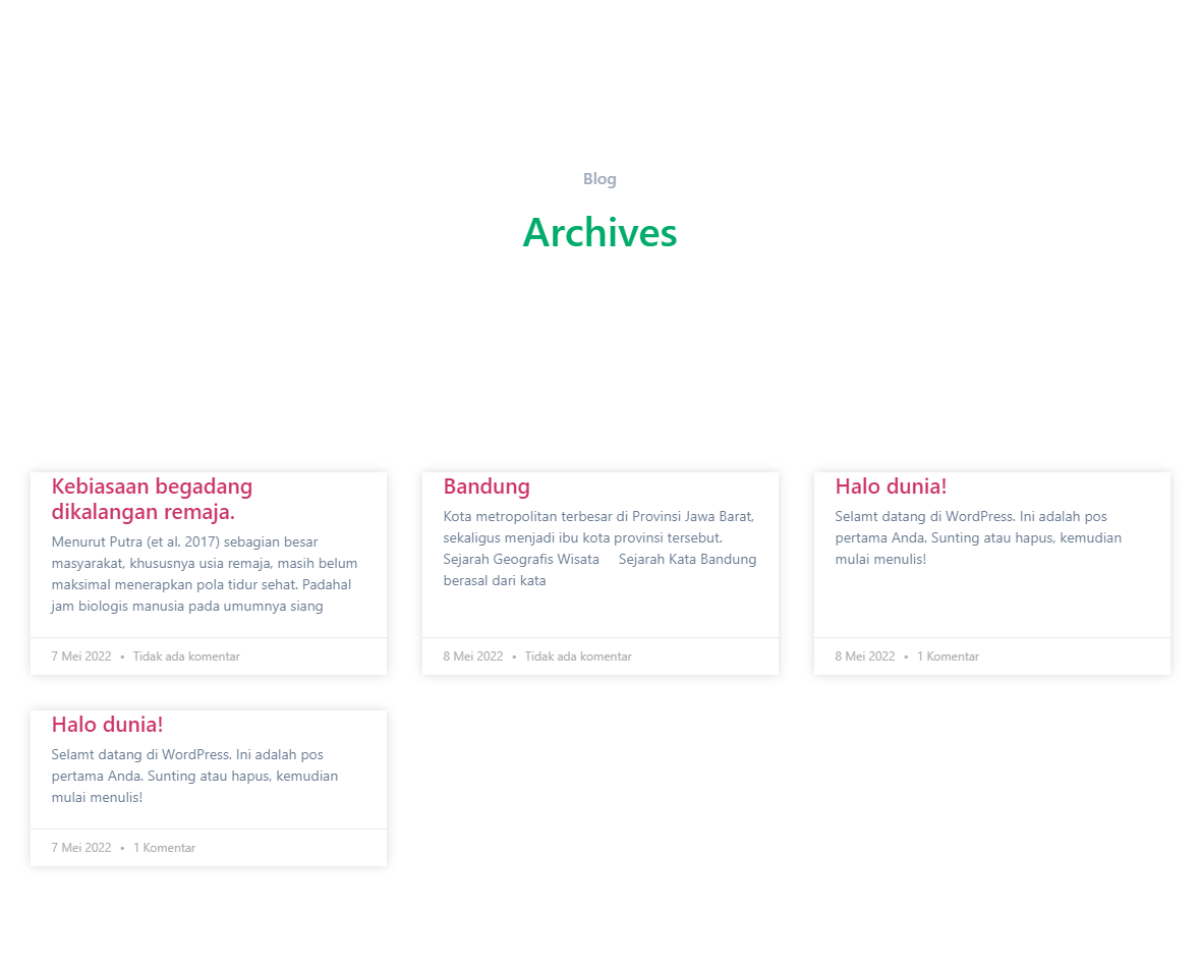 Blog
Archives
Kebiasaan begadang
dikalangan remaja.
Menurut Putra (et al. 2017) sebagian besar
masyarakat, khususnya usia remaja, masih belum
maksimal menerapkan pola tidur sehat. Padahal
jam biologis manusia pada umumnya siang
7 Mei 2022 • Tidak ada komentar
Bandung
Kota metropolitan terbesar di Provinsi Jawa Barat,
sekaligus menjadi ibu kota provinsi tersebut.
Sejarah Geografis Wisata Sejarah Kata Bandung
berasal dari kata
8 Mei 2022 • Tidak ada komentar
Halo dunia!
Selamat datang di WordPress. Ini adalah pos
pertama Anda. Sunting atau hapus, kemudian
mulai menulis!
8 Mei 2022 • 1 Komentar
Halo dunia!
Selamt datang di WordPress. Ini adalah pos
pertama Anda. Sunting atau hapus, kemudian
mulai menulis!
7 Mei 2022 • 1 Komentar